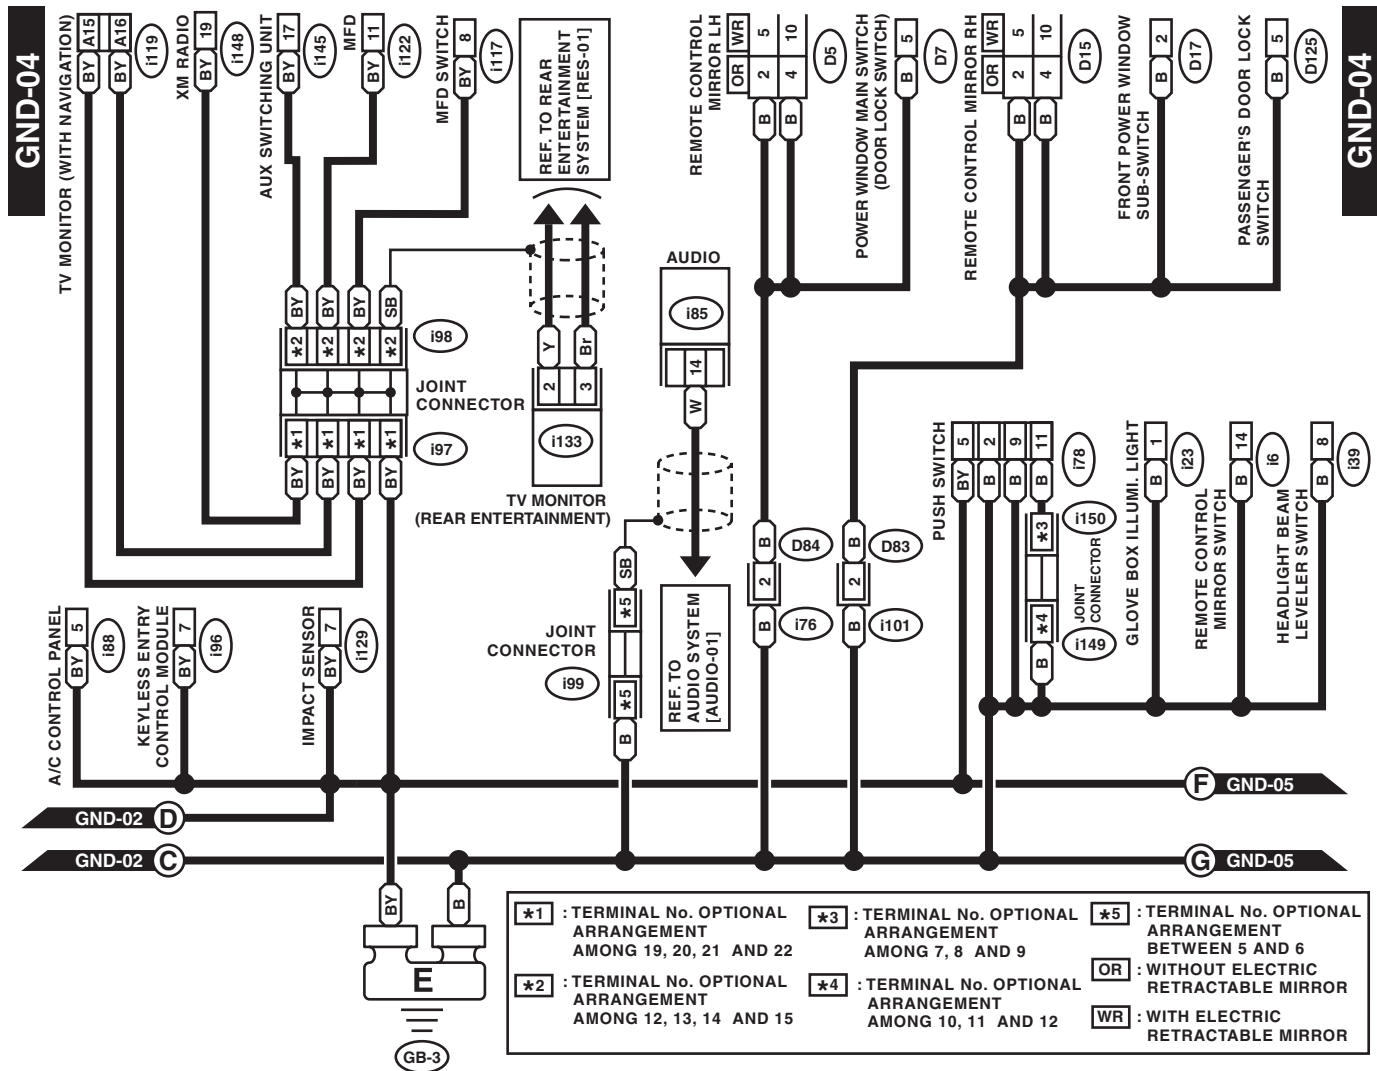 GND-04
GND-04
TV MONITOR (WITH NAVIGATION)
A15
A16
BY
BY
i119
XM RADIO
19
BY
i148
AUX SWITCHING UNIT
17
BY
i145
MFD
11
BY
i122
MFD SWITCH
8
BY
i117
REF. TO REAR
ENTERTAINMENT
SYSTEM [RES-01]
REMOTE CONTROL
MIRROR LH
WR
5
10
OR
2
4
D5
B
B
POWER WINDOW MAIN SWITCH
(DOOR LOCK SWITCH)
5
B
D7
REMOTE CONTROL MIRROR RH
WR
5
10
OR
2
4
D15
B
B
FRONT POWER WINDOW
SUB-SWITCH
2
B
D17
PASSENGER'S DOOR LOCK
SWITCH
5
B
D125
BY
BY
BY
SB
*2
*2
*2
*2
i98
JOINT
CONNECTOR
*1
*1
*1
*1
i97
BY
BY
BY
BY
Y
Br
2
3
i133
TV MONITOR
(REAR ENTERTAINMENT)
AUDIO
i85
14
W
REF. TO
AUDIO SYSTEM
[AUDIO-01]
SB
*5
JOINT
CONNECTOR
i99
*5
B
B
D84
2
B
i76
B
D83
2
B
i101
PUSH SWITCH
5
2
9
11
BY
B
B
B
i78
*3
i150
JOINT
CONNECTOR
*4
i149
B
GLOVE BOX ILLUMI. LIGHT
1
B
i23
REMOTE CONTROL
MIRROR SWITCH
14
B
i6
HEADLIGHT BEAM
LEVELER SWITCH
8
B
i39
A/C CONTROL PANEL
5
BY
i88
KEYLESS ENTRY
CONTROL MODULE
7
BY
i96
IMPACT SENSOR
7
BY
i129
F GND-05
GND-02 D
GND-02 C
G GND-05
BY
B
E
GB-3
*1 : TERMINAL No. OPTIONAL
ARRANGEMENT
AMONG 19, 20, 21 AND 22
*2 : TERMINAL No. OPTIONAL
ARRANGEMENT
AMONG 12, 13, 14 AND 15
*3 : TERMINAL No. OPTIONAL
ARRANGEMENT
AMONG 7, 8 AND 9
*4 : TERMINAL No. OPTIONAL
ARRANGEMENT
AMONG 10, 11 AND 12
*5 : TERMINAL No. OPTIONAL
ARRANGEMENT
BETWEEN 5 AND 6
OR : WITHOUT ELECTRIC
RETRACTABLE MIRROR
WR : WITH ELECTRIC
RETRACTABLE MIRROR